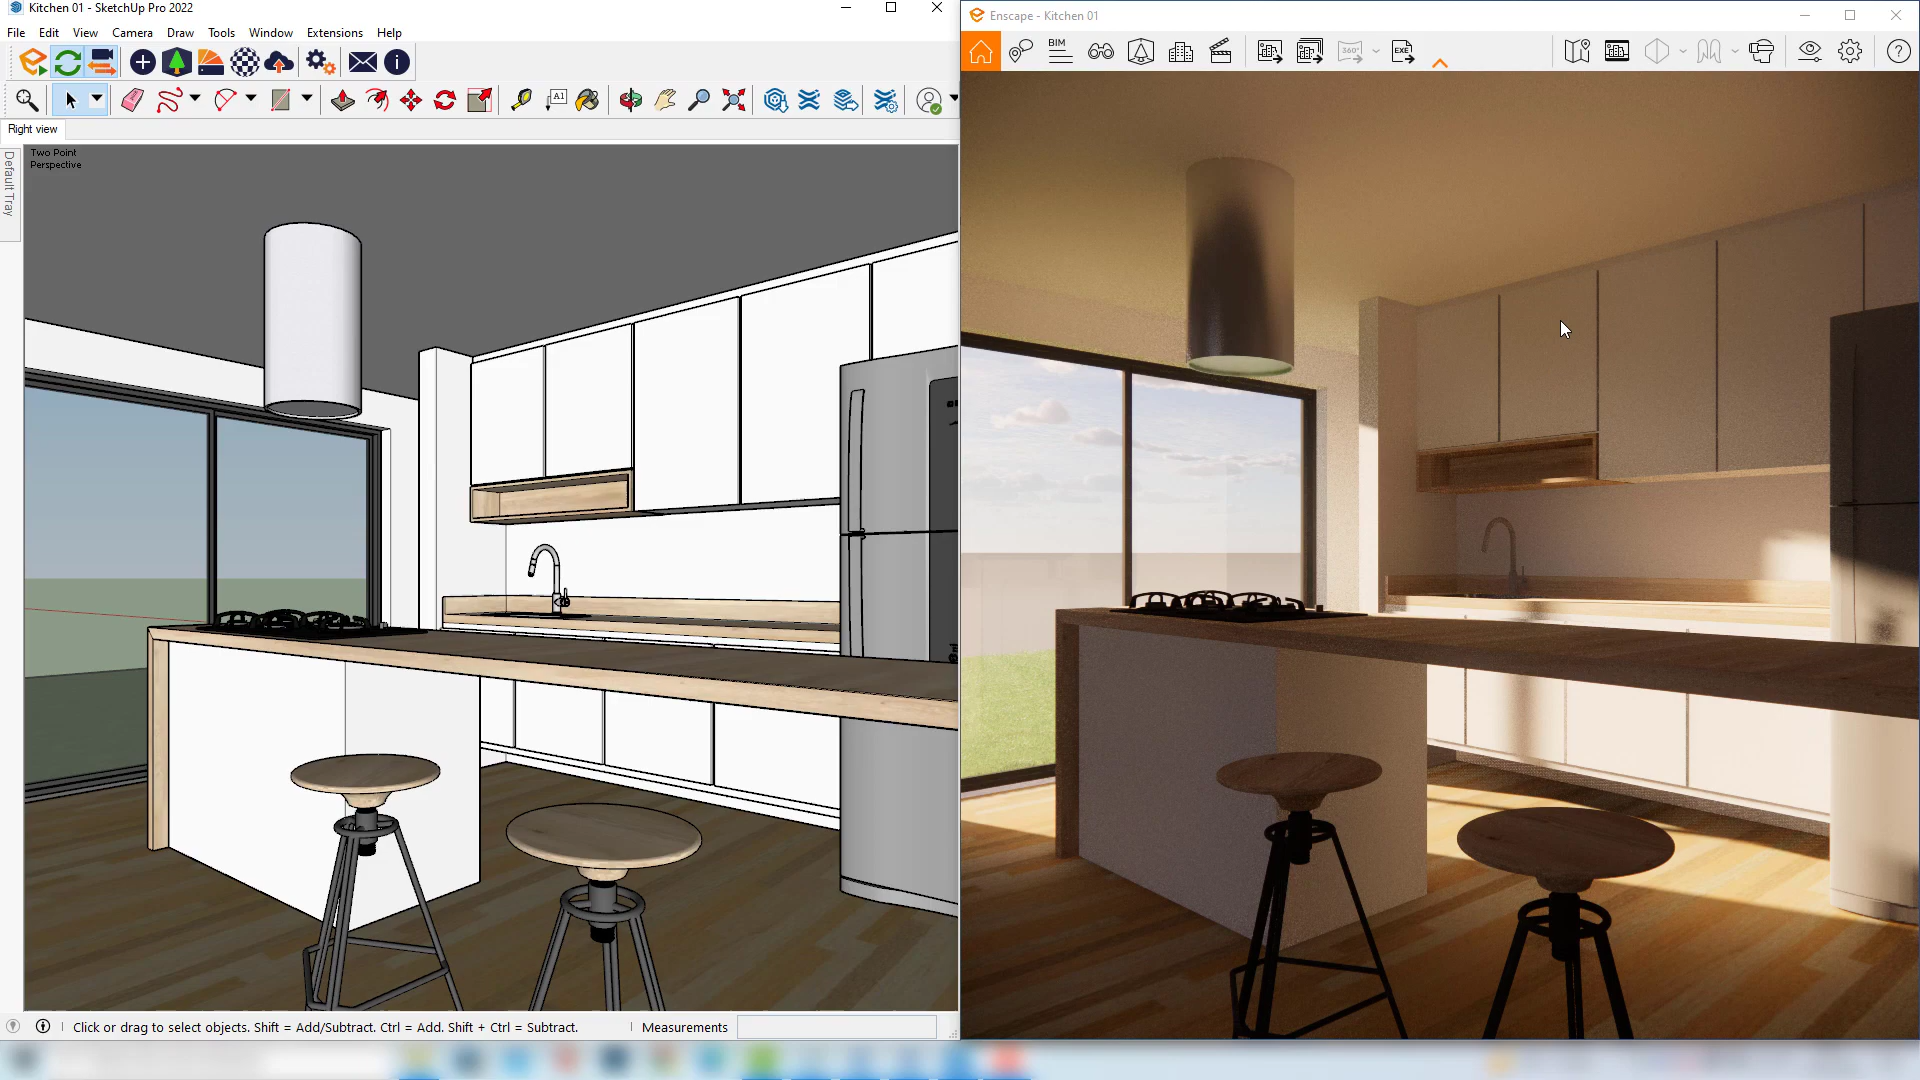 Kitchen 01 - SketchUp Pro 2022
File Edit View Camera Draw Tools Window Extensions Help
A1
Right view
Default Tray
Two Point
Perspective
Click or drag to select objects. Shift = Add/Subtract. Ctrl = Add. Shift + Ctrl = Subtract.
Measurements
Enscape - Kitchen 01
BIM
360°
EXE